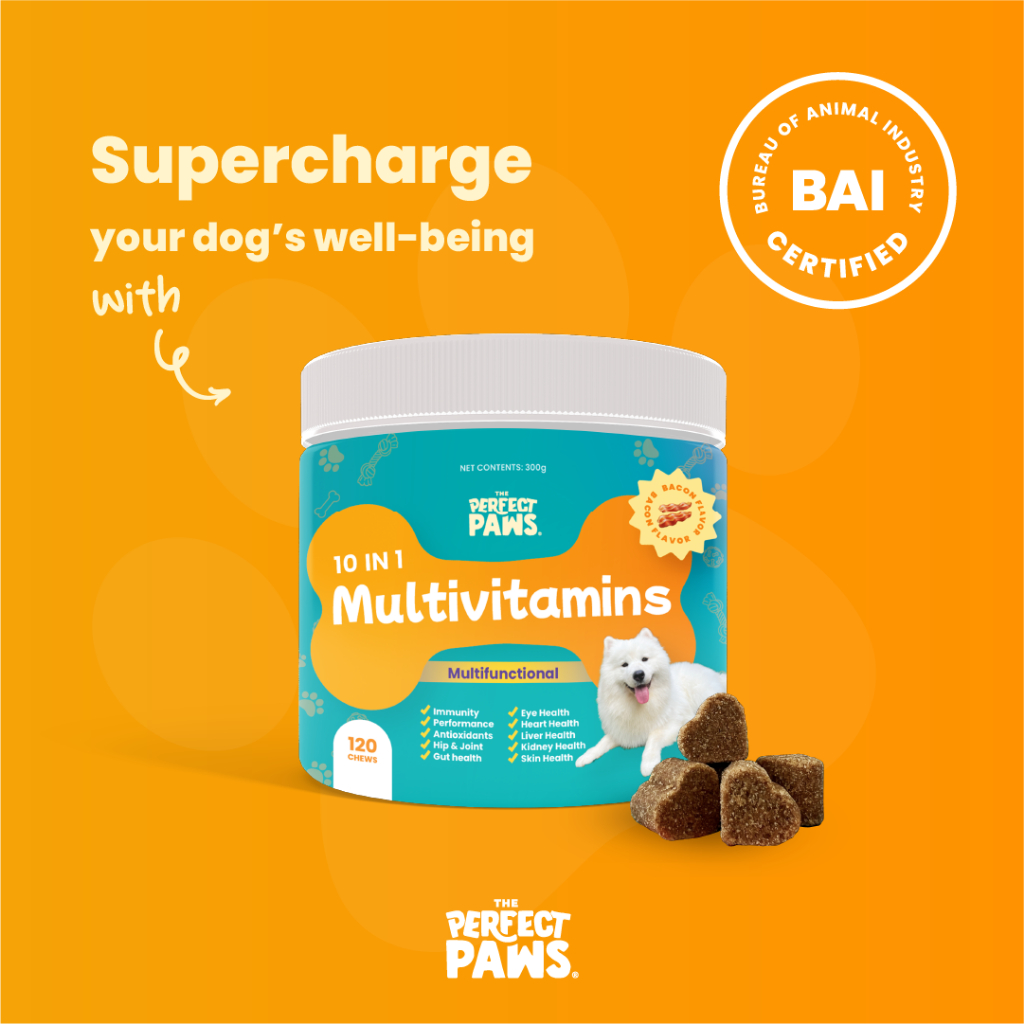 Supercharge
your dog's well-being
with
BUREAU OF ANIMAL INDUSTRY
BAI
CERTIFIED
NET CONTENTS: 300g
THE
PERFECT
PAWS®
BACON FLAVOR
BACON FLAVOR
10 IN 1
Multivitamins
Multifunctional
Immunity
Performance
Antioxidants
Hip & Joint
Gut health
Eye Health
Heart Health
Liver Health
Kidney Health
Skin Health
120
CHEWS
THE
PERFECT
PAWS®